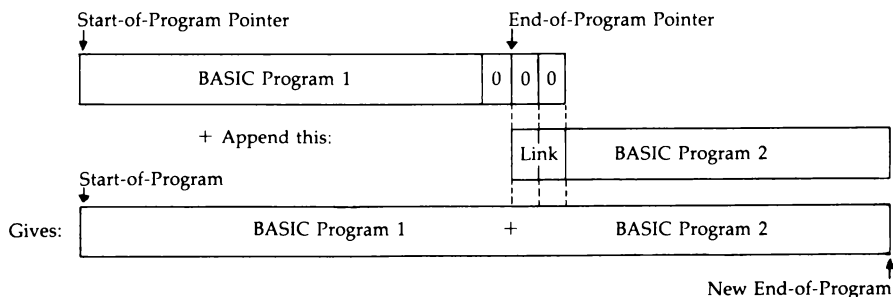 Start-of-Program Pointer End-of-Program Pointer
BASIC Program 1 0 0 0
+ Append this: Link BASIC Program 2
Start-of-Program
Gives: BASIC Program 1 + BASIC Program 2
New End-of-Program